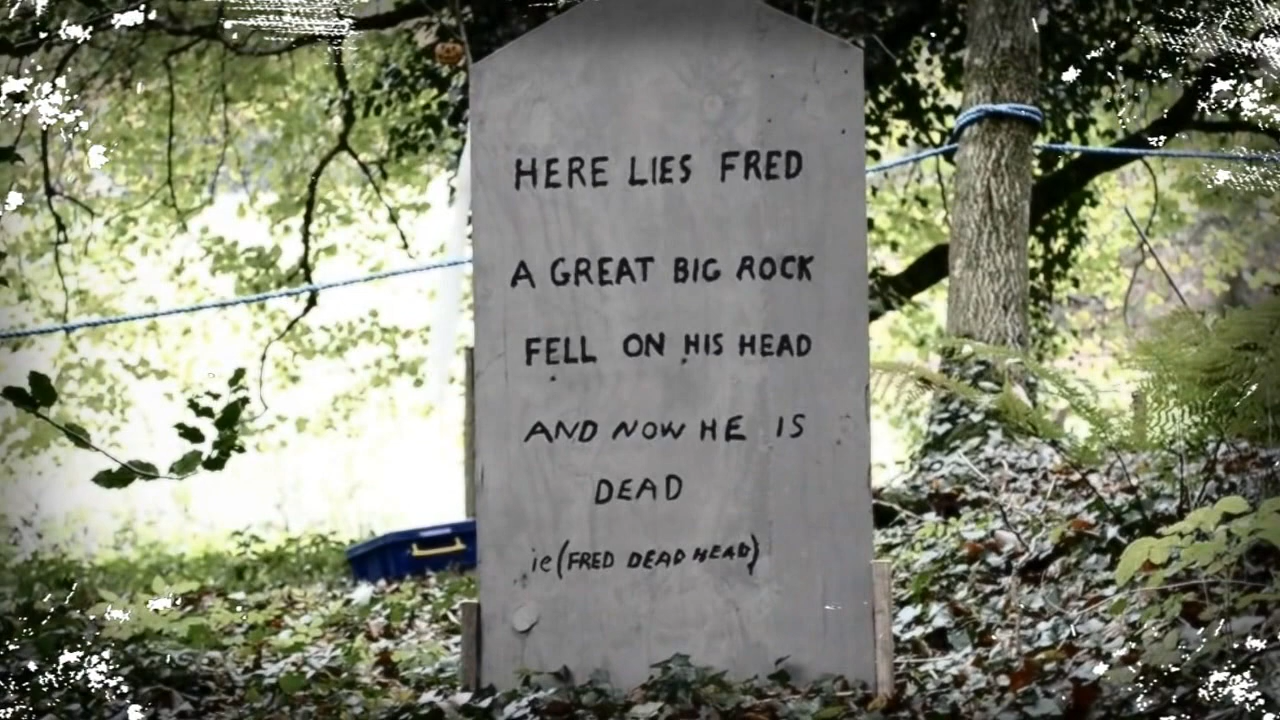 HERE LIES FRED
A GREAT BIG ROCK
FELL ON HIS HEAD
AND NOW HE IS
DEAD
ie (FRED DEAD HEAD)